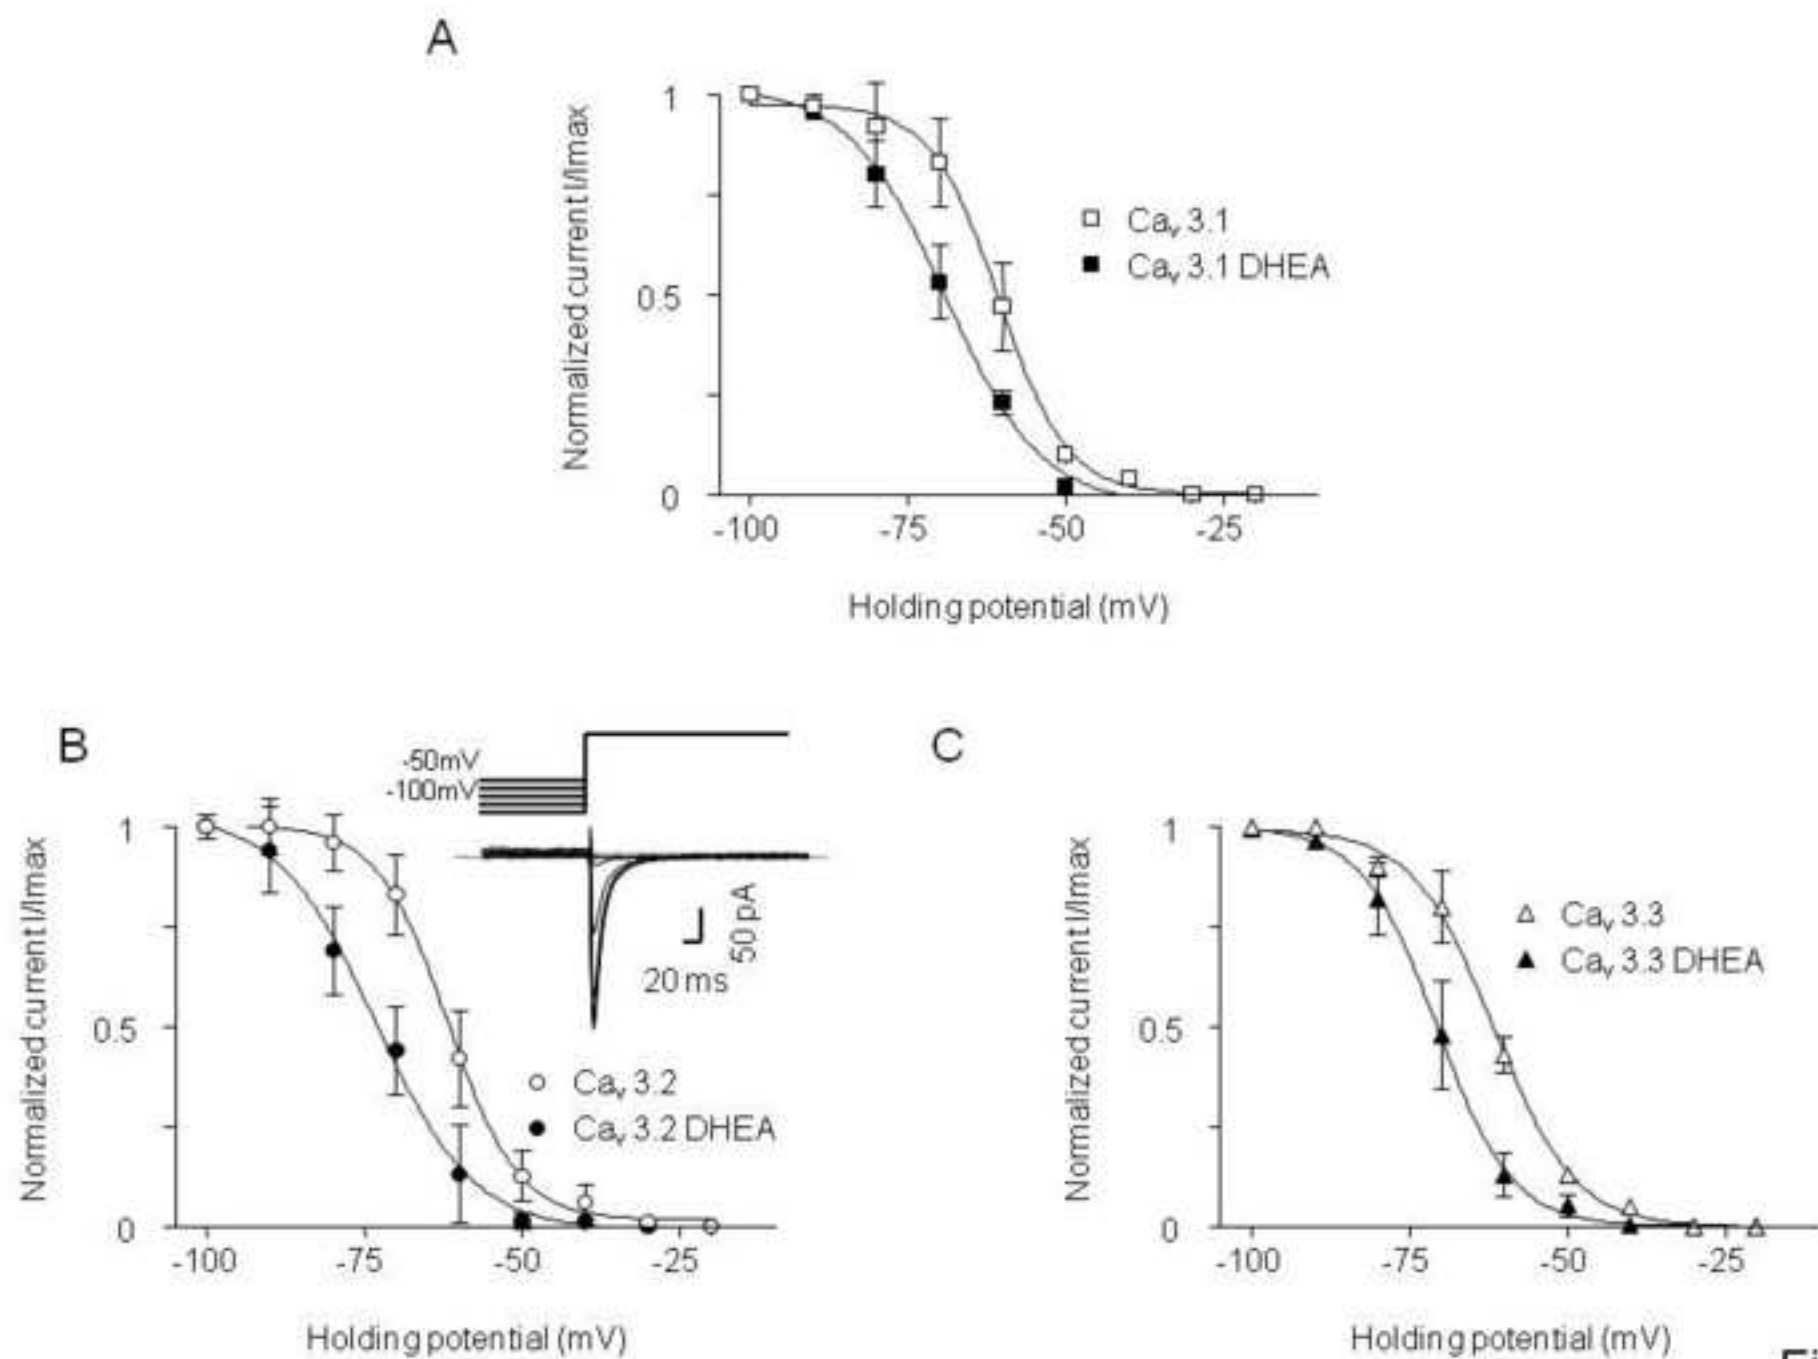 A
Normalized current I/Imax
1
0.5
0
-100 -75 -50 -25
Holding potential (mV)
Cav 3.1
Cav 3.1 DHEA
B
-50mV
-100mV
Normalized current I/Imax
1
0.5
0
-100 -75 -50 -25
Holding potential (mV)
50 pA
20 ms
Cav 3.2
Cav 3.2 DHEA
C
Normalized current I/Imax
1
0.5
0
-100 -75 -50 -25
Holding potential (mV)
Cav 3.3
Cav 3.3 DHEA